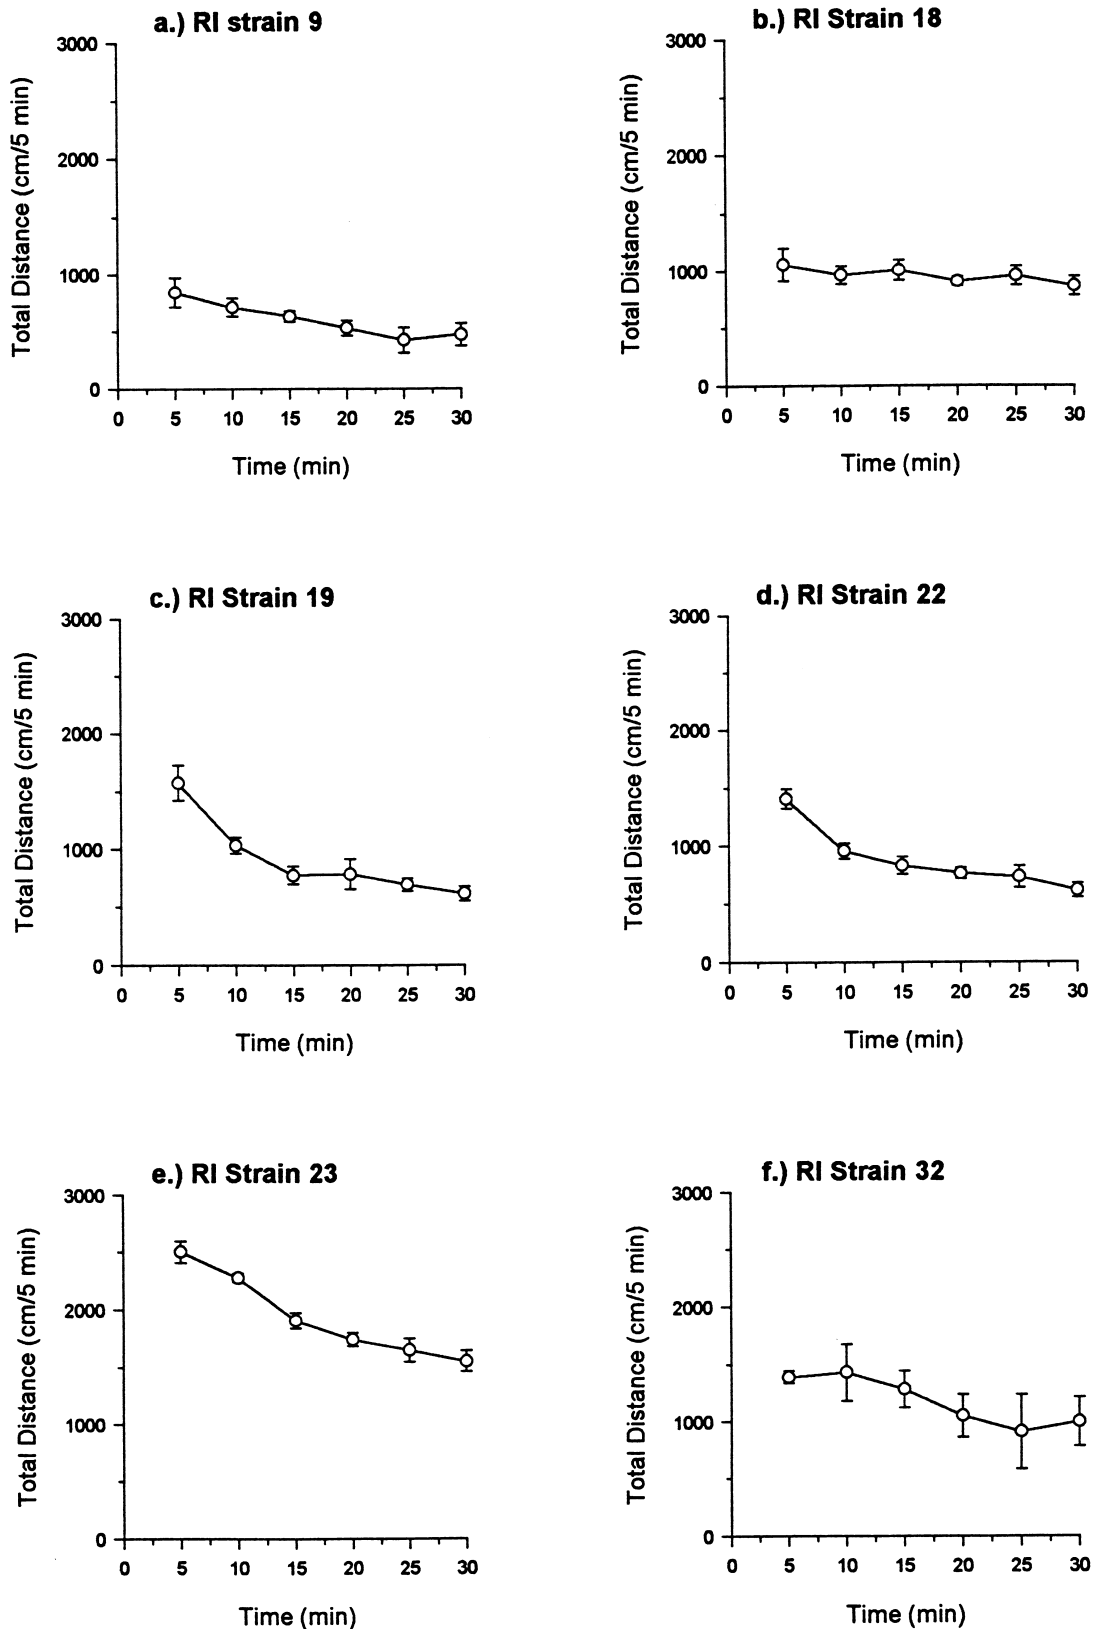 a.) RI strain 9
3000
2000
1000
0
Total Distance (cm/5 min)
0 5 10 15 20 25 30
Time (min)
b.) RI Strain 18
3000
2000
1000
0
Total Distance (cm/5 min)
0 5 10 15 20 25 30
Time (min)
c.) RI Strain 19
3000
2000
1000
0
Total Distance (cm/5 min)
0 5 10 15 20 25 30
Time (min)
d.) RI Strain 22
3000
2000
1000
0
Total Distance (cm/5 min)
0 5 10 15 20 25 30
Time (min)
e.) RI Strain 23
3000
2000
1000
0
Total Distance (cm/5 min)
0 5 10 15 20 25 30
Time (min)
f.) RI Strain 32
3000
2000
1000
0
Total Distance (cm/5 min)
0 5 10 15 20 25 30
Time (min)